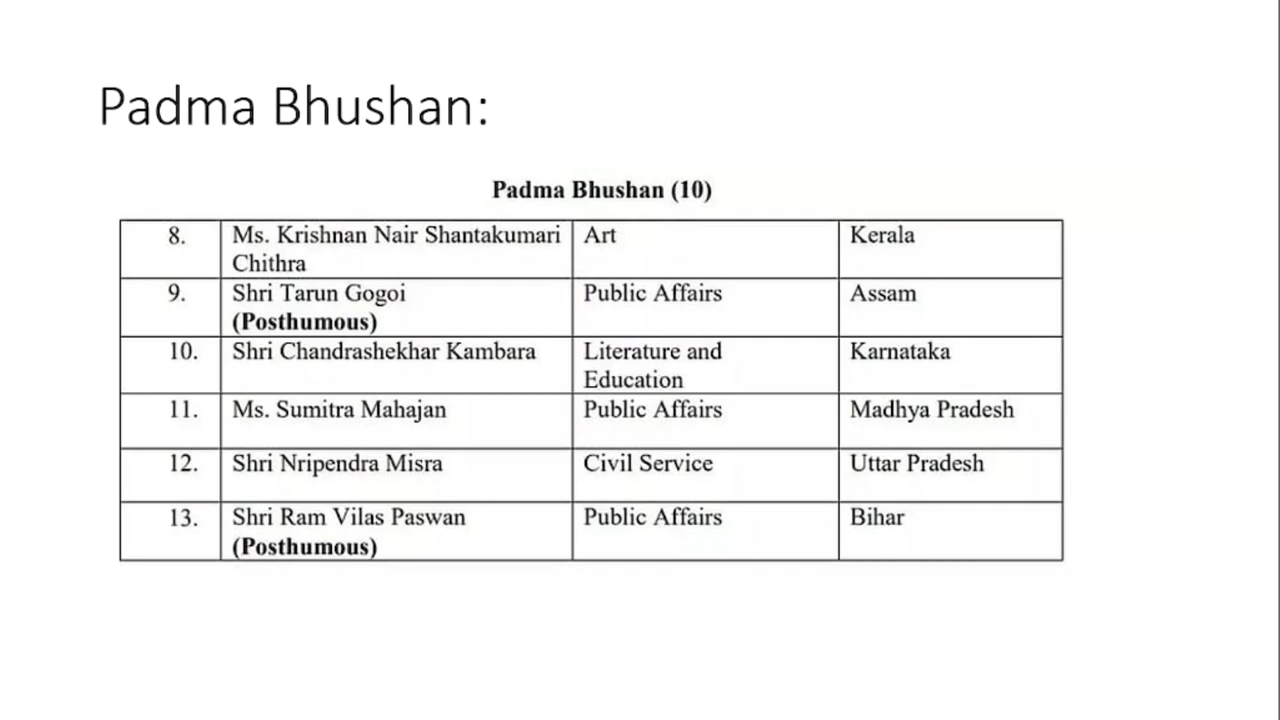 Padma Bhushan:
Padma Bhushan (10)
8. Ms. Krishnan Nair Shantakumari Art Kerala
Chithra
9. Shri Tarun Gogoi Public Affairs Assam
(Posthumous)
10. Shri Chandrashekhar Kambara Literature and Karnataka
Education
11. Ms. Sumitra Mahajan Public Affairs Madhya Pradesh
12. Shri Nripendra Misra Civil Service Uttar Pradesh
13. Shri Ram Vilas Paswan Public Affairs Bihar
(Posthumous)